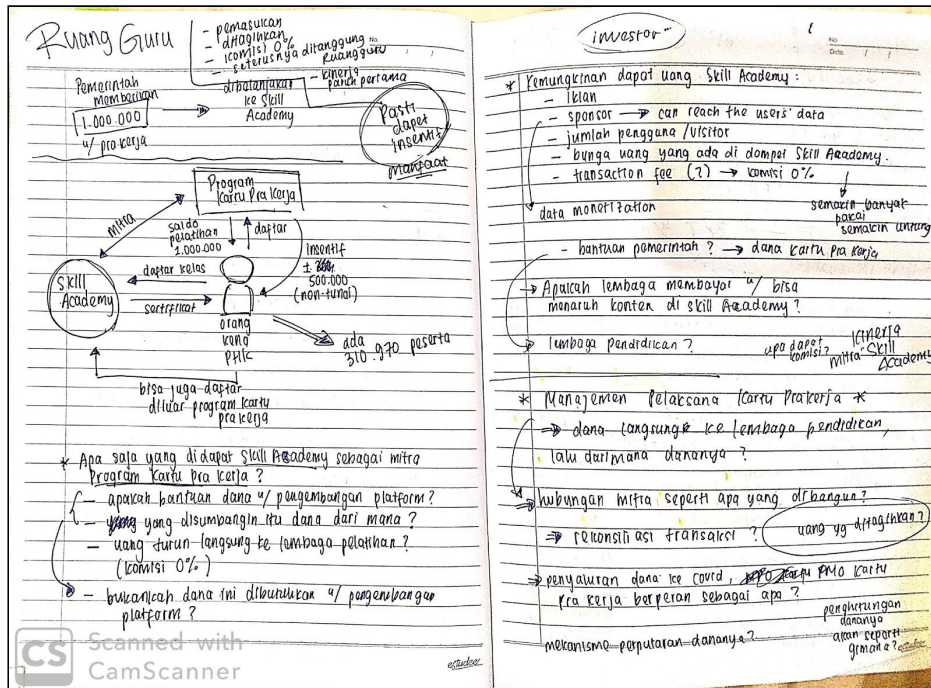 Ruang Guru
- pemasukan
- ditagihkan
- komisi 0%
- seterusnya ditanggung Ruangguru
- kinerja paruh pertama
Pemerintah memberikan
1.000.000
u/ prakerja
dibelanjakan
ke Skill
Academy
Pasti
dapet
insentif
manfaat
Program
Kartu Pra Kerja
mitra
saldo
pelatihan
1.000.000
daftar
insentif
±
500.000
(non-tunai)
Skill
Academy
daftar kelas
sertifikat
orang
kena
PHK
ada
310.970 peserta
bisa juga daftar
diluar program kartu
prakerja
* Apa saja yang didapat Skill Academy sebagai mitra
Program Kartu Pra Kerja ?
- apakah bantuan dana u/ pengembangan platform?
- yang disumbangin itu dana dari mana ?
- uang turun langsung ke lembaga pelatihan ?
(komisi 0%)
- bukankah dana ini dibutuhkan u/ pengembangan
platform ?
investor
No.
Date.
* Kemungkinan dapat uang Skill Academy :
- Iklan
- sponsor → can reach the users' data
- jumlah pengguna / visitor
- bunga uang yang ada di dompet Skill Academy.
- transaction fee (?) → komisi 0%
semakin banyak
pakai
semakin untung
data monetization
- bantuan pemerintah ? → dana kartu pra kerja
→ Apakah lembaga membayar u/ bisa
menaruh konten di Skill Academy ?
lembaga pendidikan ?
apa dapat
komisi?
kinerja
mitra Skill
Academy
* Manajemen Pelaksana Kartu Prakerja *
⇒ dana langsung ke lembaga pendidikan,
lalu darimana dananya ?
hubungan mitra seperti apa yang dibangun?
⇒ rekonsiliasi transaksi ?
uang yg ditagihkan?
⇒ penyaluran dana ke covid, PMO Kartu
Pra kerja berperan sebagai apa ?
mekanisme perputaran dananya ?
penghitungan
dananya
akan seperti
gimana ?
CS Scanned with
CamScanner